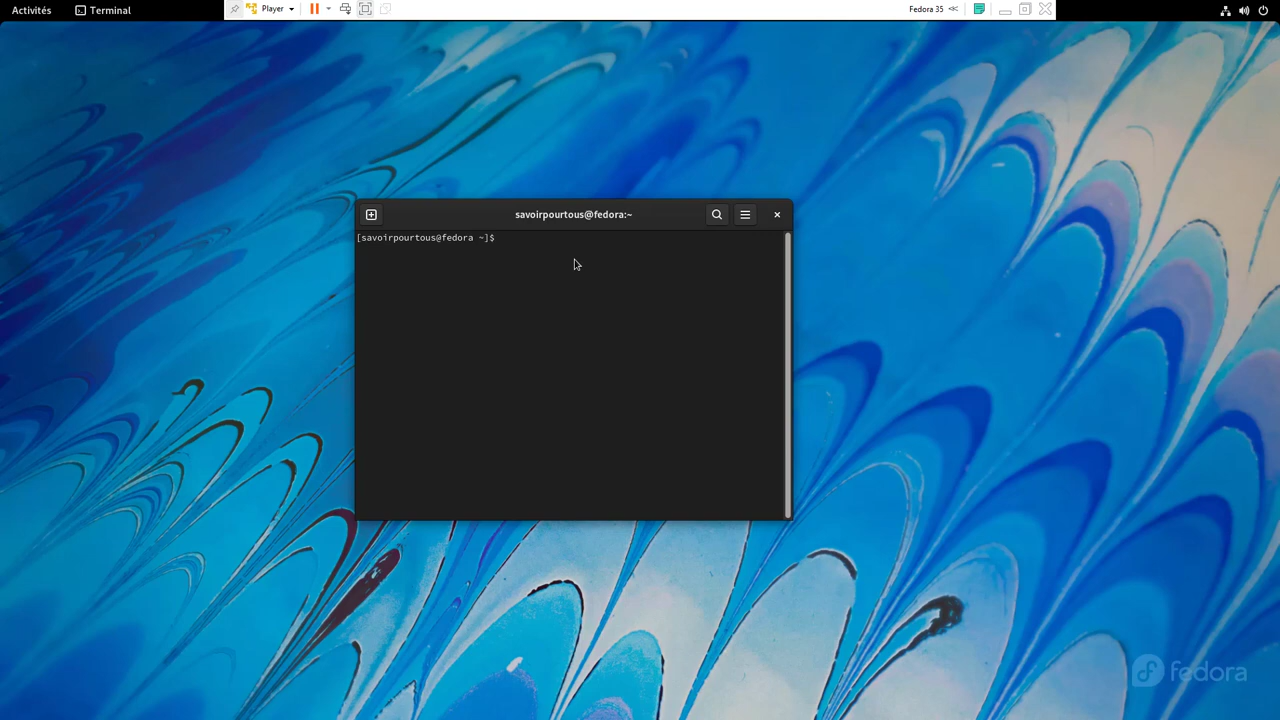 Activités Terminal Player Fedora 35
savoirpourtous@fedora:~
[savoirpourtous@fedora ~]$
fedora